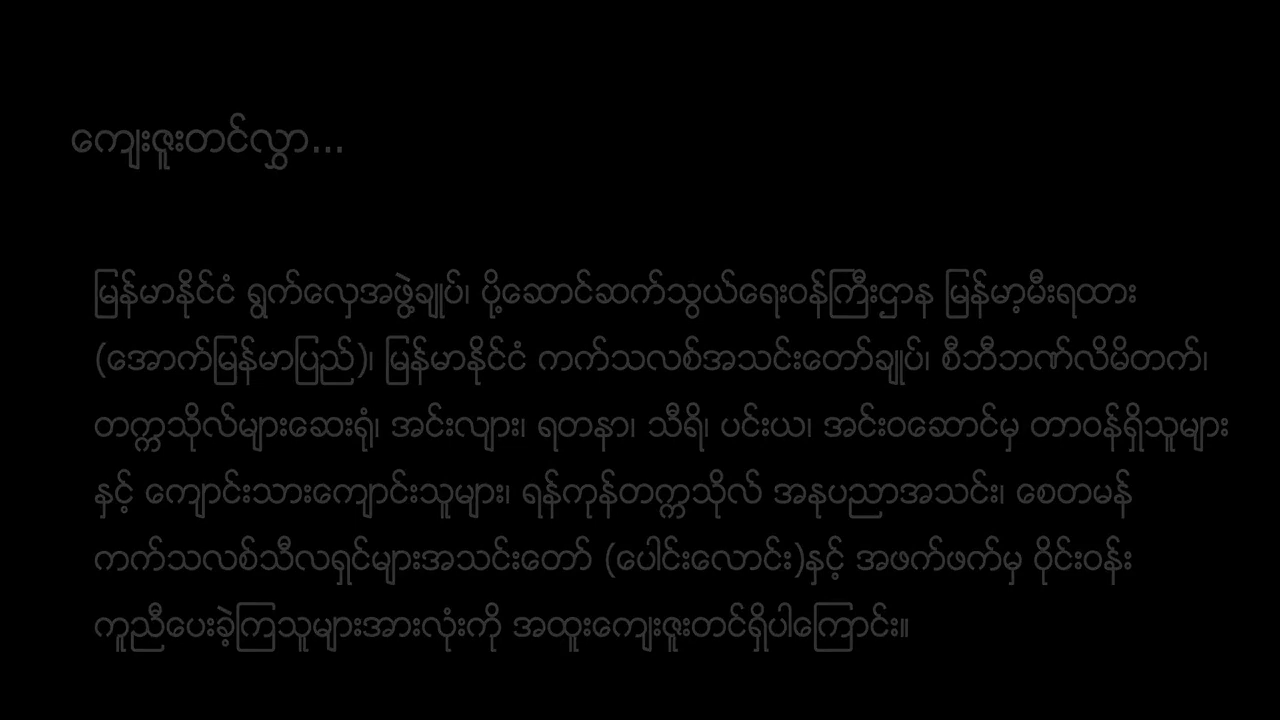 ကျေးဇူးတင်လွှာ...
မြန်မာနိုင်ငံ ရွက်လှေအဖွဲ့ချုပ်၊ ပို့ဆောင်ဆက်သွယ်ရေးဝန်ကြီးဌာန မြန်မာ့မီးရထား
(အောက်မြန်မာပြည်)၊ မြန်မာနိုင်ငံ ကက်သလစ်အသင်းတော်ချုပ်၊ စီဘီဘဏ်လိမိတက်၊
တက္ကသိုလ်များဆေးရုံ၊ အင်းလျား၊ ရတနာ၊ သီရိ၊ ပင်းယ၊ အင်းဝဆောင်မှ တာဝန်ရှိသူများ
နှင့် ကျောင်းသားကျောင်းသူများ၊ ရန်ကုန်တက္ကသိုလ် အနုပညာအသင်း၊ စေတမန်
ကက်သလစ်သီလရှင်များအသင်းတော် (ပေါင်းလောင်း)နှင့် အဖက်ဖက်မှ ဝိုင်းဝန်း
ကူညီပေးခဲ့ကြသူများအားလုံးကို အထူးကျေးဇူးတင်ရှိပါကြောင်း။